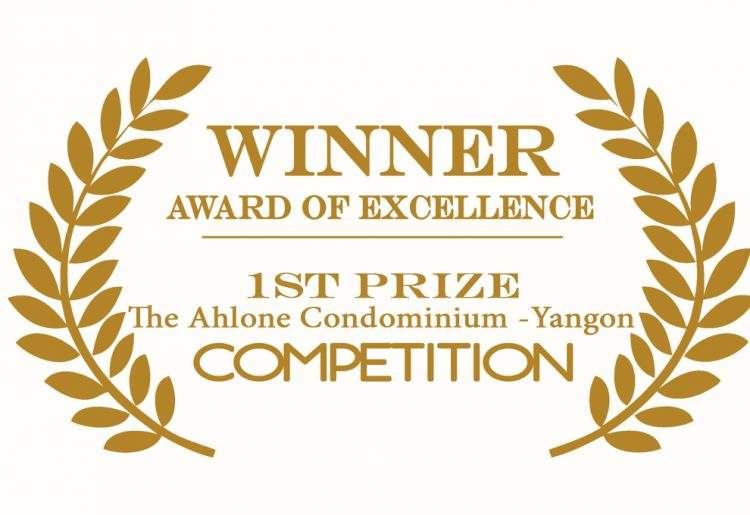 WINNER
AWARD OF EXCELLENCE
1ST PRIZE
The Ahlone Condominium -Yangon
COMPETITION